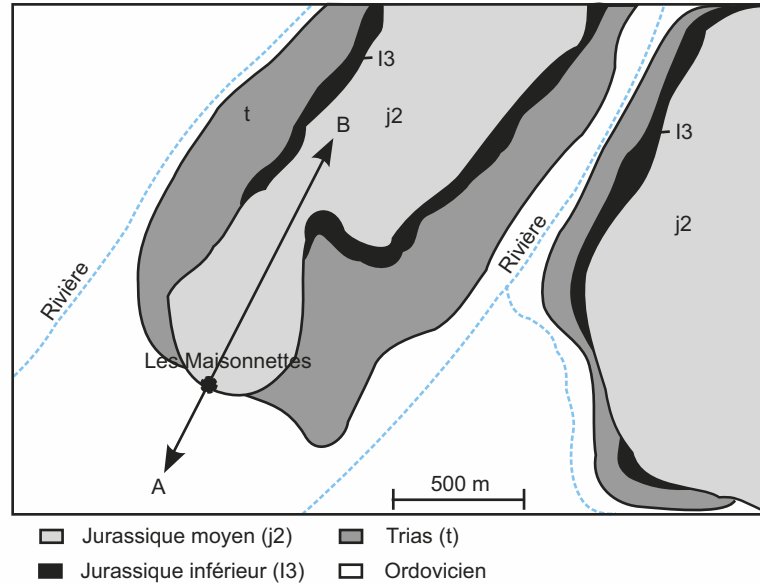 l3
t
B
j2
l3
Rivière
j2
Rivière
Les Maisonnettes
A
500 m
Jurassique moyen (j2)
Trias (t)
Jurassique inférieur (l3)
Ordovicien